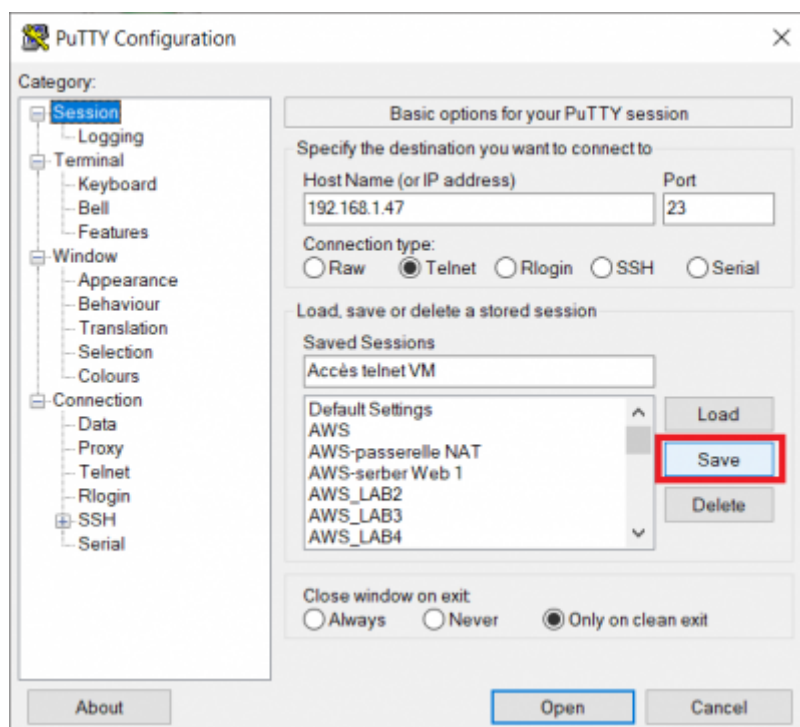 PuTTY Configuration
Category:
Session
Logging
Terminal
Keyboard
Bell
Features
Window
Appearance
Behaviour
Translation
Selection
Colours
Connection
Data
Proxy
Telnet
Rlogin
SSH
Serial
Basic options for your PuTTY session
Specify the destination you want to connect to
Host Name (or IP address) Port
192.168.1.47 23
Connection type:
Raw Telnet Rlogin SSH Serial
Load, save or delete a stored session
Saved Sessions
Accès telnet VM
Default Settings
AWS
AWS-passerelle NAT
AWS-serber Web 1
AWS_LAB2
AWS_LAB3
AWS_LAB4
Load
Save
Delete
Close window on exit:
Always Never Only on clean exit
About Open Cancel